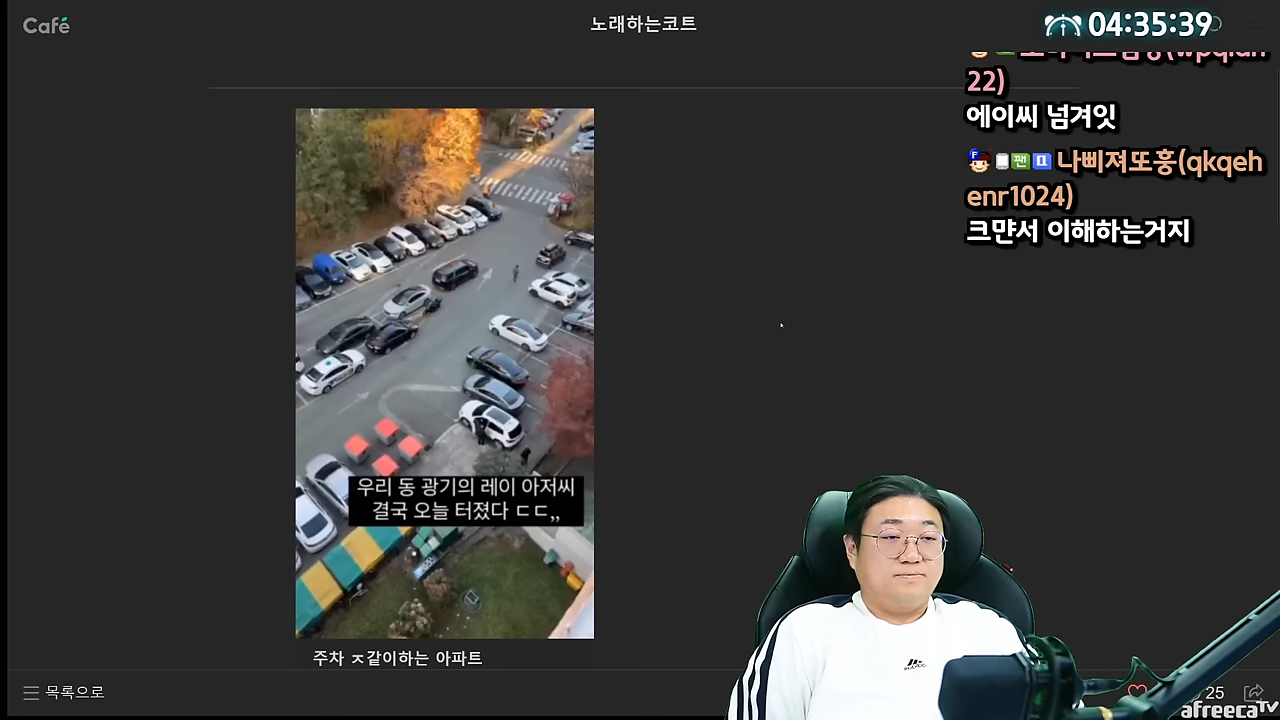 Café
노래하는코트
04:35:39
22)
에이씨 넘겨잇
F 팬 나삐져또흥(qkqeh
enr1024)
크먄서 이해하는거지
우리 동 광기의 레이 아저씨
결국 오늘 터졌다 ㄷㄷ,,
주차 ㅈ같이하는 아파트
목록으로
25
afreecaTV